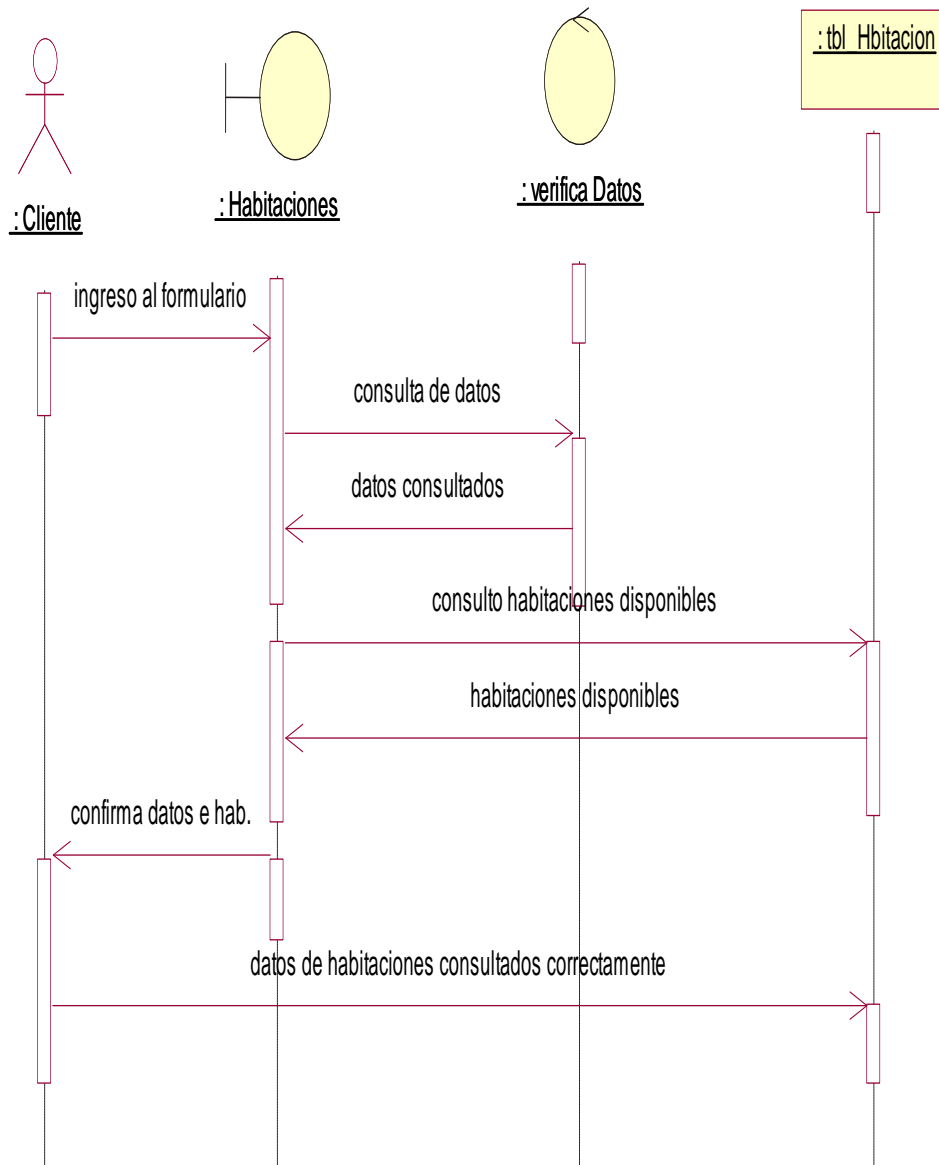 : tbl_Hbitacion
: verifica Datos
: Habitaciones
: Cliente
ingreso al formulario
consulta de datos
datos consultados
consulto habitaciones disponibles
habitaciones disponibles
confirma datos e hab.
datos de habitaciones consultados correctamente